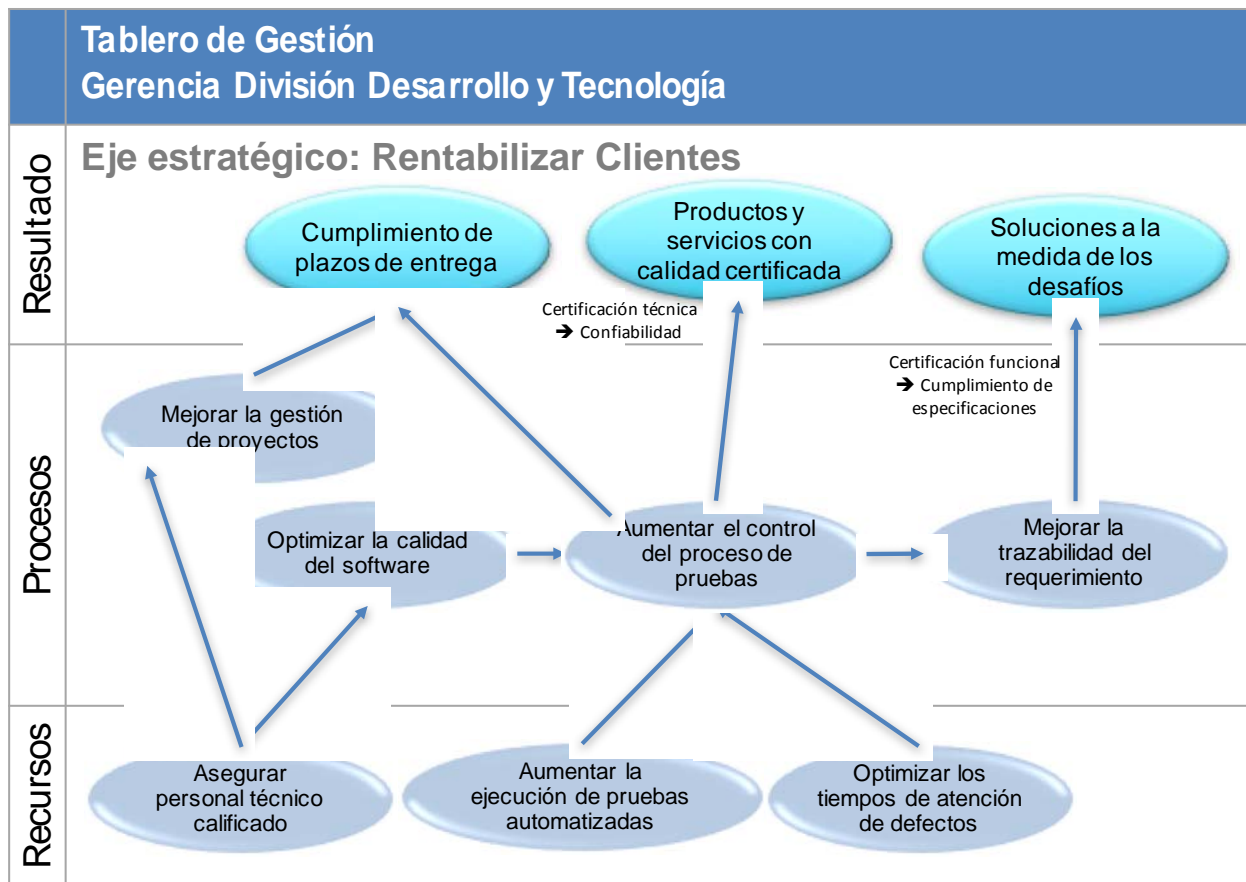 Tablero de Gestión
Gerencia División Desarrollo y Tecnología
Resultado
Eje estratégico: Rentabilizar Clientes
Cumplimiento de
plazos de entrega
Productos y
servicios con
calidad certificada
Soluciones a la
medida de los
desafíos
Certificación técnica
➔ Confiabilidad
Certificación funcional
➔ Cumplimiento de
especificaciones
Procesos
Mejorar la gestión
de proyectos
Optimizar la calidad
del software
Aumentar el control
del proceso de
pruebas
Mejorar la
trazabilidad del
requerimiento
Recursos
Asegurar
personal técnico
calificado
Aumentar la
ejecución de pruebas
automatizadas
Optimizar los
tiempos de atención
de defectos